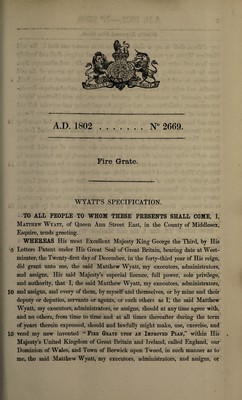 A.D. 1802 . . . . . . . No 2669.
Fire Grate.
WYATT'S SPECIFICATION.
TO ALL PEOPLE TO WHOM THESE PRESENTS SHALL COME, I,
MATTHEW WYATT, of Queen Ann Street East, in the County of Middlesex,
Esquire, tends greeting.
WHEREAS His most Excellent Majesty King George the Third, by His
5 Letters Patent under His Great Seal of Great Britain, bearing date at West-
minster, the Twenty-first day of December, in the forty-third year of His reign,
did grant unto me, the said Matthew Wyatt, my executors, administrators,
and assigns, His said Majesty's especial licence, full power, sole privilege,
and authority, that I, the said Matthew Wyatt, my executors, administrators,
10 and assigns, and every of them, by myself and themselves, or by mine and their
deputy or deputies, servants or agents, or such others as I, the said Matthew
Wyatt, my executors, administrators, or assigns, should at any time agree with,
and no others, from time to time and at all times thereafter during the term
of years therein expressed, should and lawfully might make, use, exercise, and
15 vend my new invented "FIRE GRATE UPON AN IMPROVED PLAN," within His
Majesty's United Kingdom of Great Britain and Ireland, called England, our
Dominion of Wales, and Town of Berwick upon Tweed, in such manner as to
me, the said Matthew Wyatt, my executors, administrators, and assigns, or